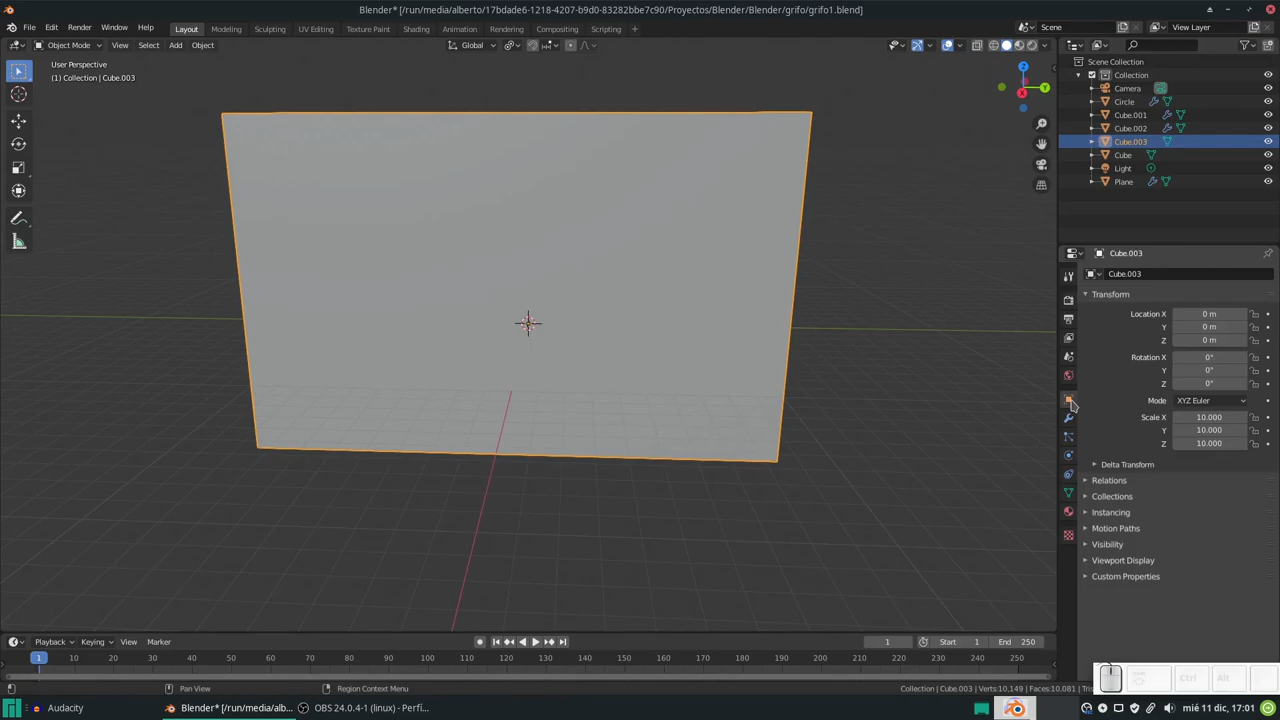 Blender* [/run/media/alberto/17bdade6-1218-4207-b9d0-83282bbe7c90/Proyectos/Blender/grifo/grifo1.blend]
File Edit Render Window Help Layout Modeling Sculpting UV Editing Texture Paint Shading Animation Rendering Compositing Scripting + Scene View Layer
Object Mode View Select Add Object Global
User Perspective
(1) Collection | Cube.003
Z
Y
X
Scene Collection
Collection
Camera
Circle
Cube.001
Cube.002
Cube.003
Cube
Light
Plane
Cube.003
Cube.003
Transform
Location X 0 m
Y 0 m
Z 0 m
Rotation X 0°
Y 0°
Z 0°
Mode XYZ Euler
Scale X 10.000
Y 10.000
Z 10.000
Delta Transform
Relations
Collections
Instancing
Motion Paths
Visibility
Viewport Display
Custom Properties
Playback Keying View Marker 1 Start 1 End 250
1 10 20 30 40 50 60 70 80 90 100 110 120 130 140 150 160 170 180 190 200 210 220 230 240 250
Pan View Region Context Menu Collection | Cube.003 | Verts:10,149 | Faces:10,081 | Tris
Ctrl Alt
Audacity Blender* [/run/media/alb... OBS 24.0.4-1 (linux) - Perfi... mié 11 dic, 17:01